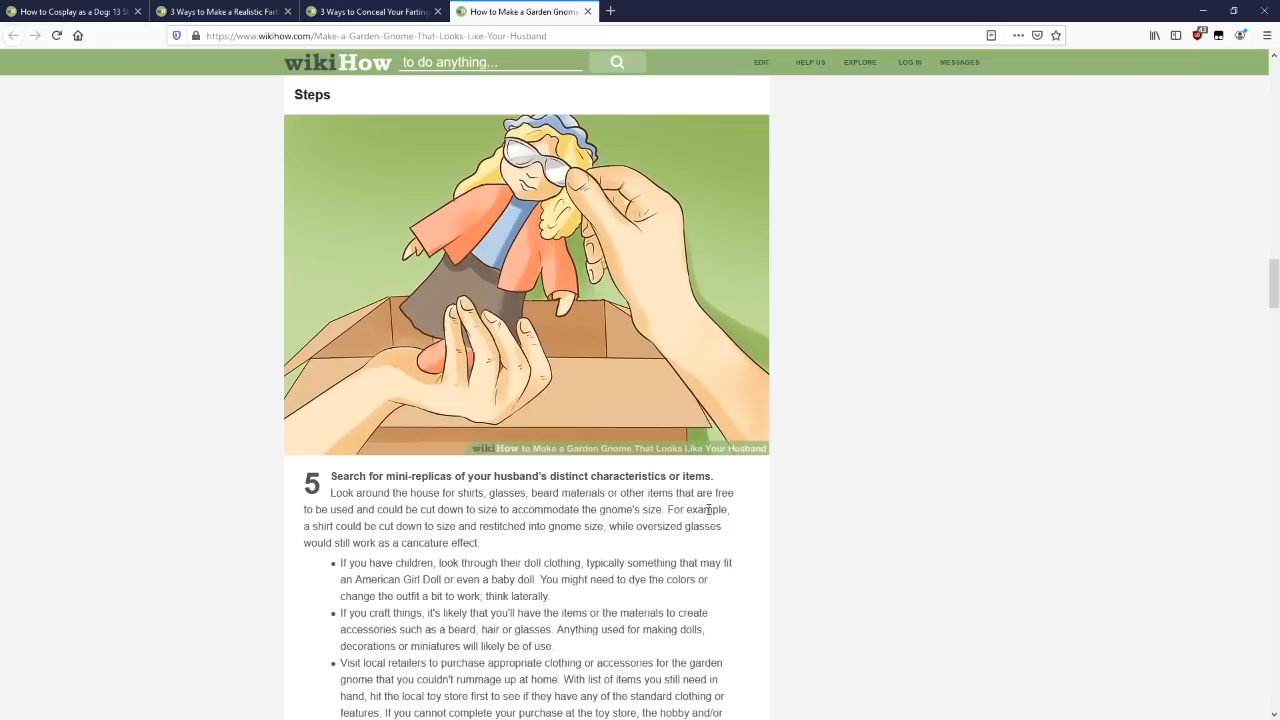 How to Cosplay as a Dog: 13 St
3 Ways to Make a Realistic Fart
3 Ways to Conceal Your Farting
How to Make a Garden Gnome
https://www.wikihow.com/Make-a-Garden-Gnome-That-Looks-Like-Your-Husband
wikiHow to do anything...
EDIT HELP US EXPLORE LOG IN MESSAGES
Steps
wikiHow to Make a Garden Gnome That Looks Like Your Husband
5 Search for mini-replicas of your husband's distinct characteristics or items.
Look around the house for shirts, glasses, beard materials or other items that are free
to be used and could be cut down to size to accommodate the gnome's size. For example,
a shirt could be cut down to size and restitched into gnome size, while oversized glasses
would still work as a caricature effect.
• If you have children, look through their doll clothing, typically something that may fit
an American Girl Doll or even a baby doll. You might need to dye the colors or
change the outfit a bit to work; think laterally.
• If you craft things, it's likely that you'll have the items or the materials to create
accessories such as a beard, hair or glasses. Anything used for making dolls,
decorations or miniatures will likely be of use.
• Visit local retailers to purchase appropriate clothing or accessories for the garden
gnome that you couldn't rummage up at home. With list of items you still need in
hand, hit the local toy store first to see if they have any of the standard clothing or
features. If you cannot complete your purchase at the toy store, the hobby and/or